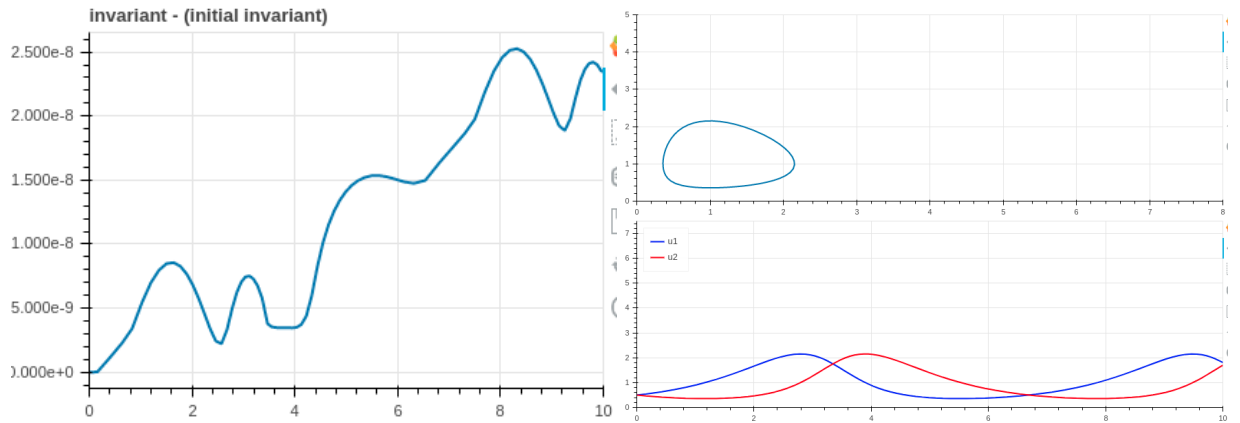 invariant - (initial invariant)
2.500e-8
2.000e-8
1.500e-8
1.000e-8
5.000e-9
0.000e+0
0 2 4 6 8 10
5
4
3
2
1
0
0 1 2 3 4 5 6 7 8
7
6
5
4
3
2
1
0
u1
u2
0 2 4 6 8 10